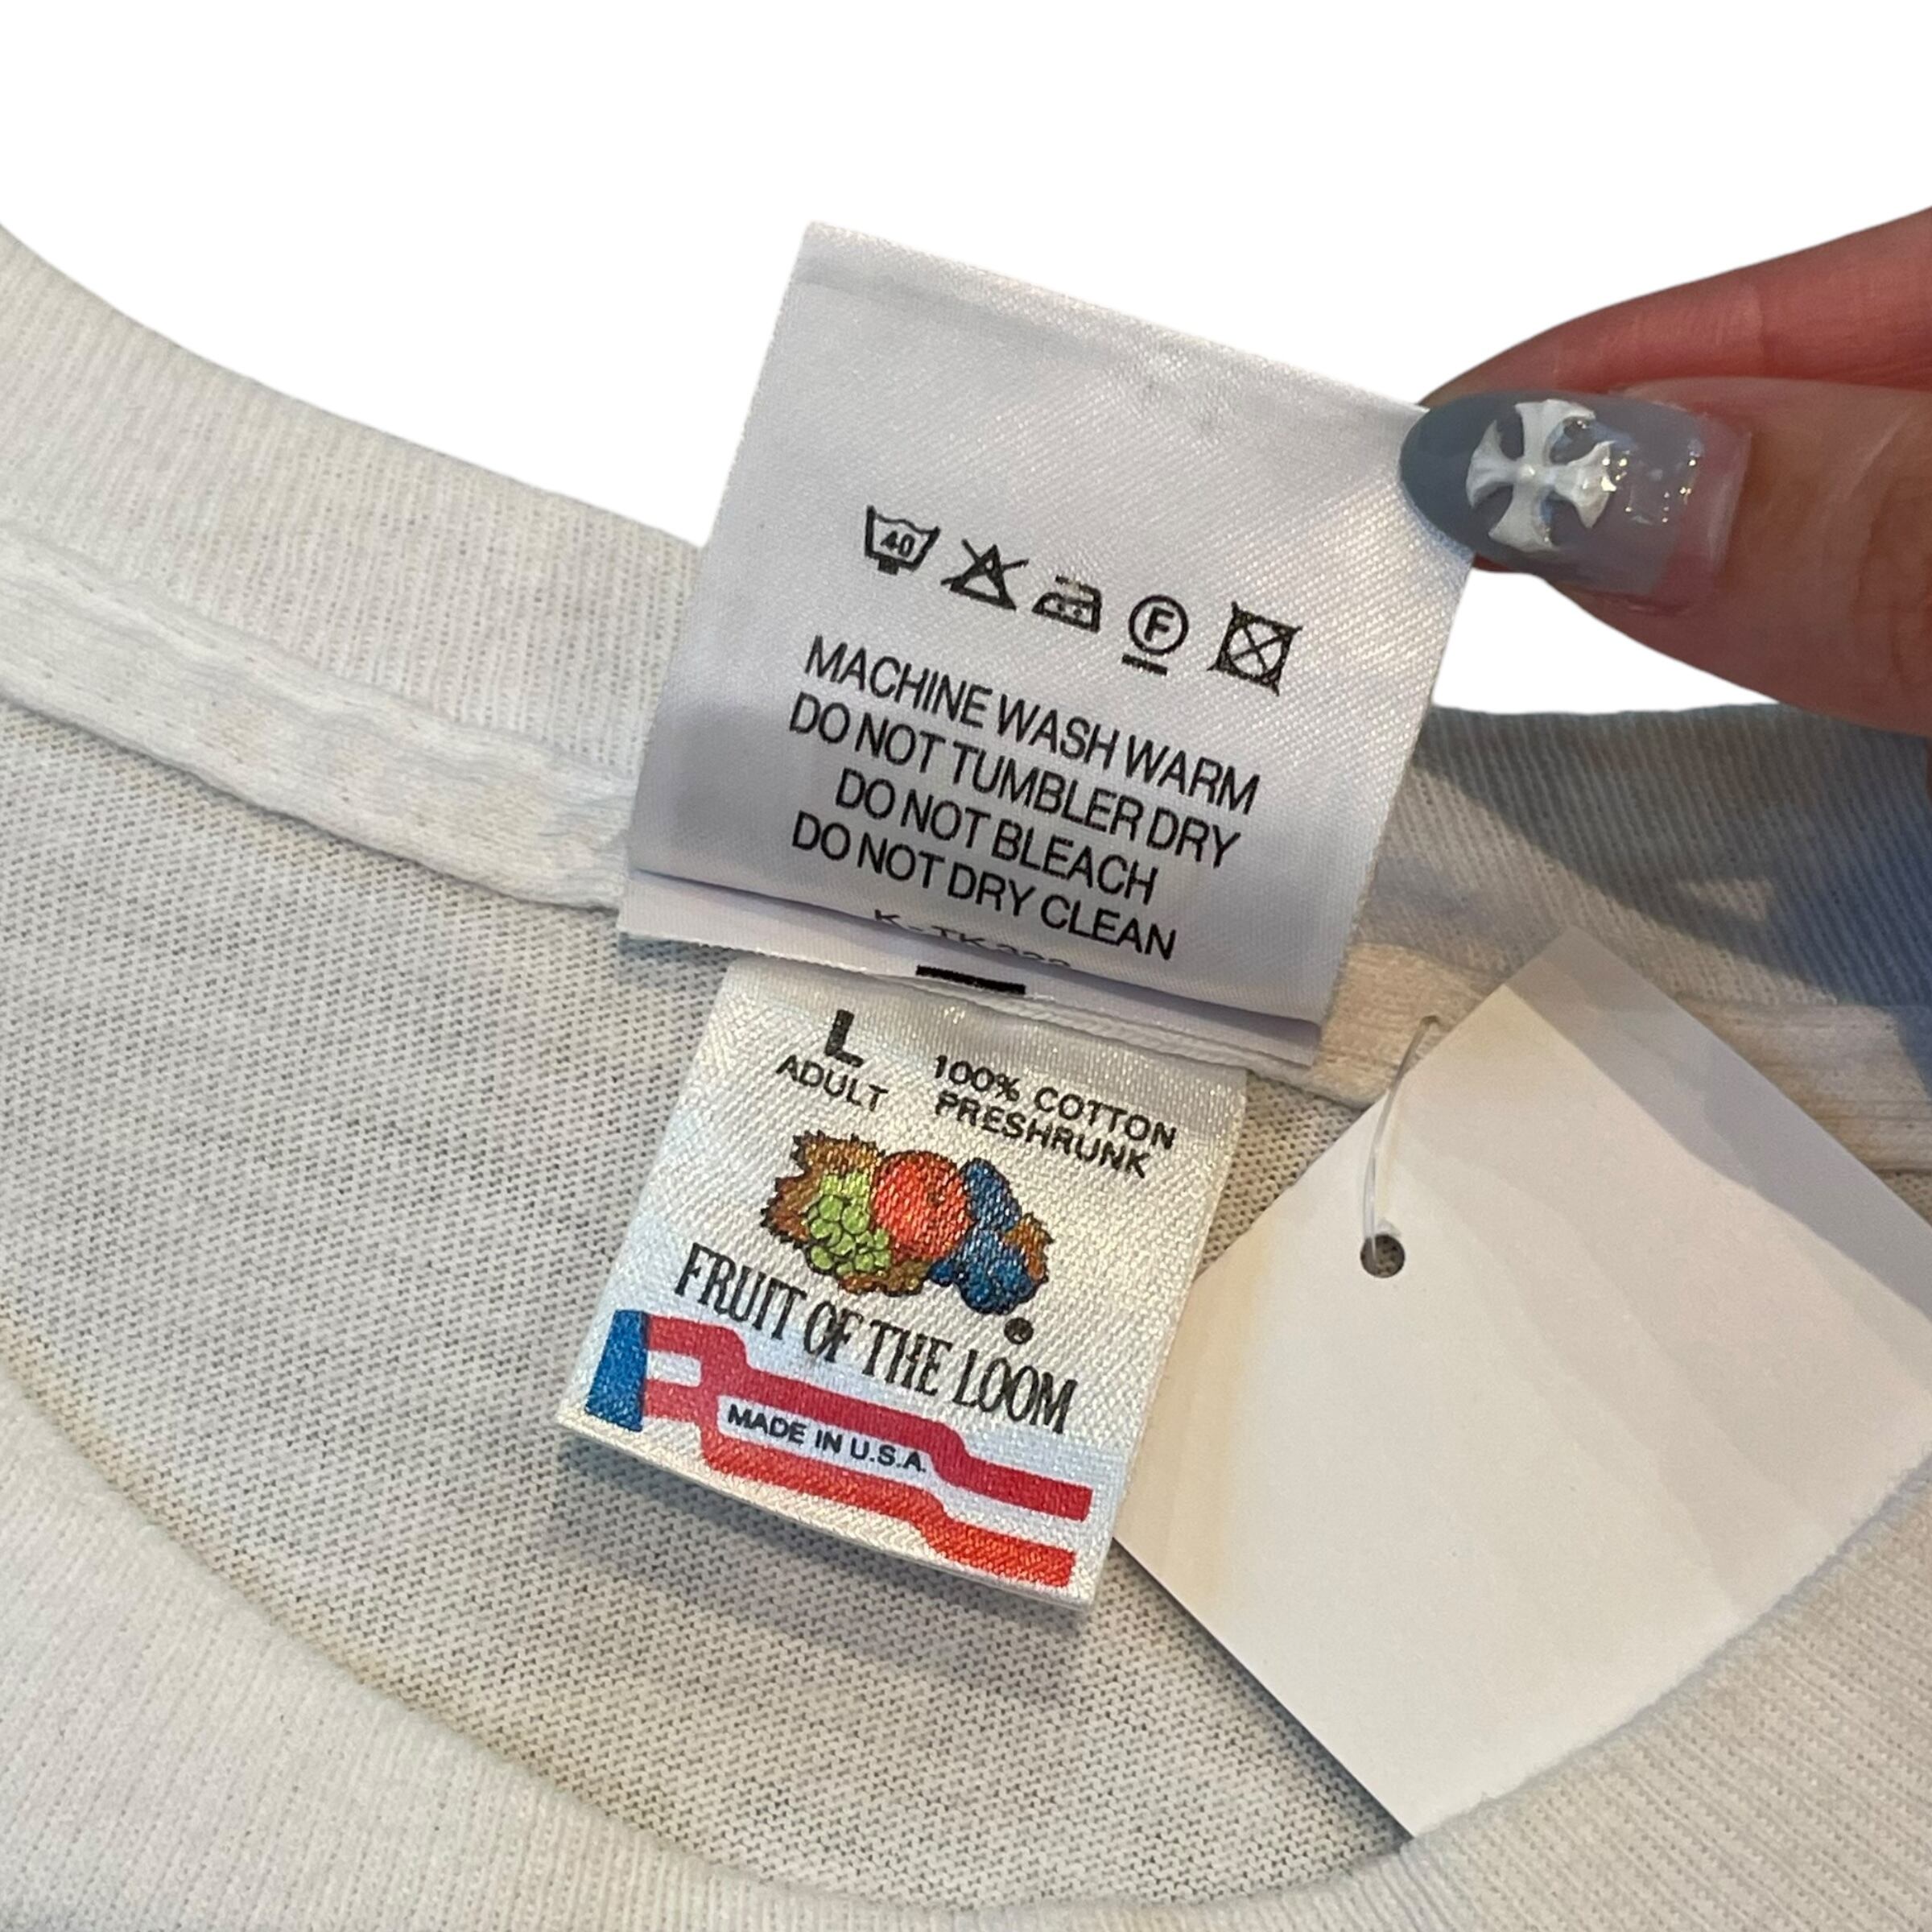 40
F
MACHINE WASH WARM
DO NOT TUMBLER DRY
DO NOT BLEACH
DO NOT DRY CLEAN
L
ADULT
100% COTTON
PRESHRUNK
FRUIT OF THE LOOM
®
MADE IN U.S.A.